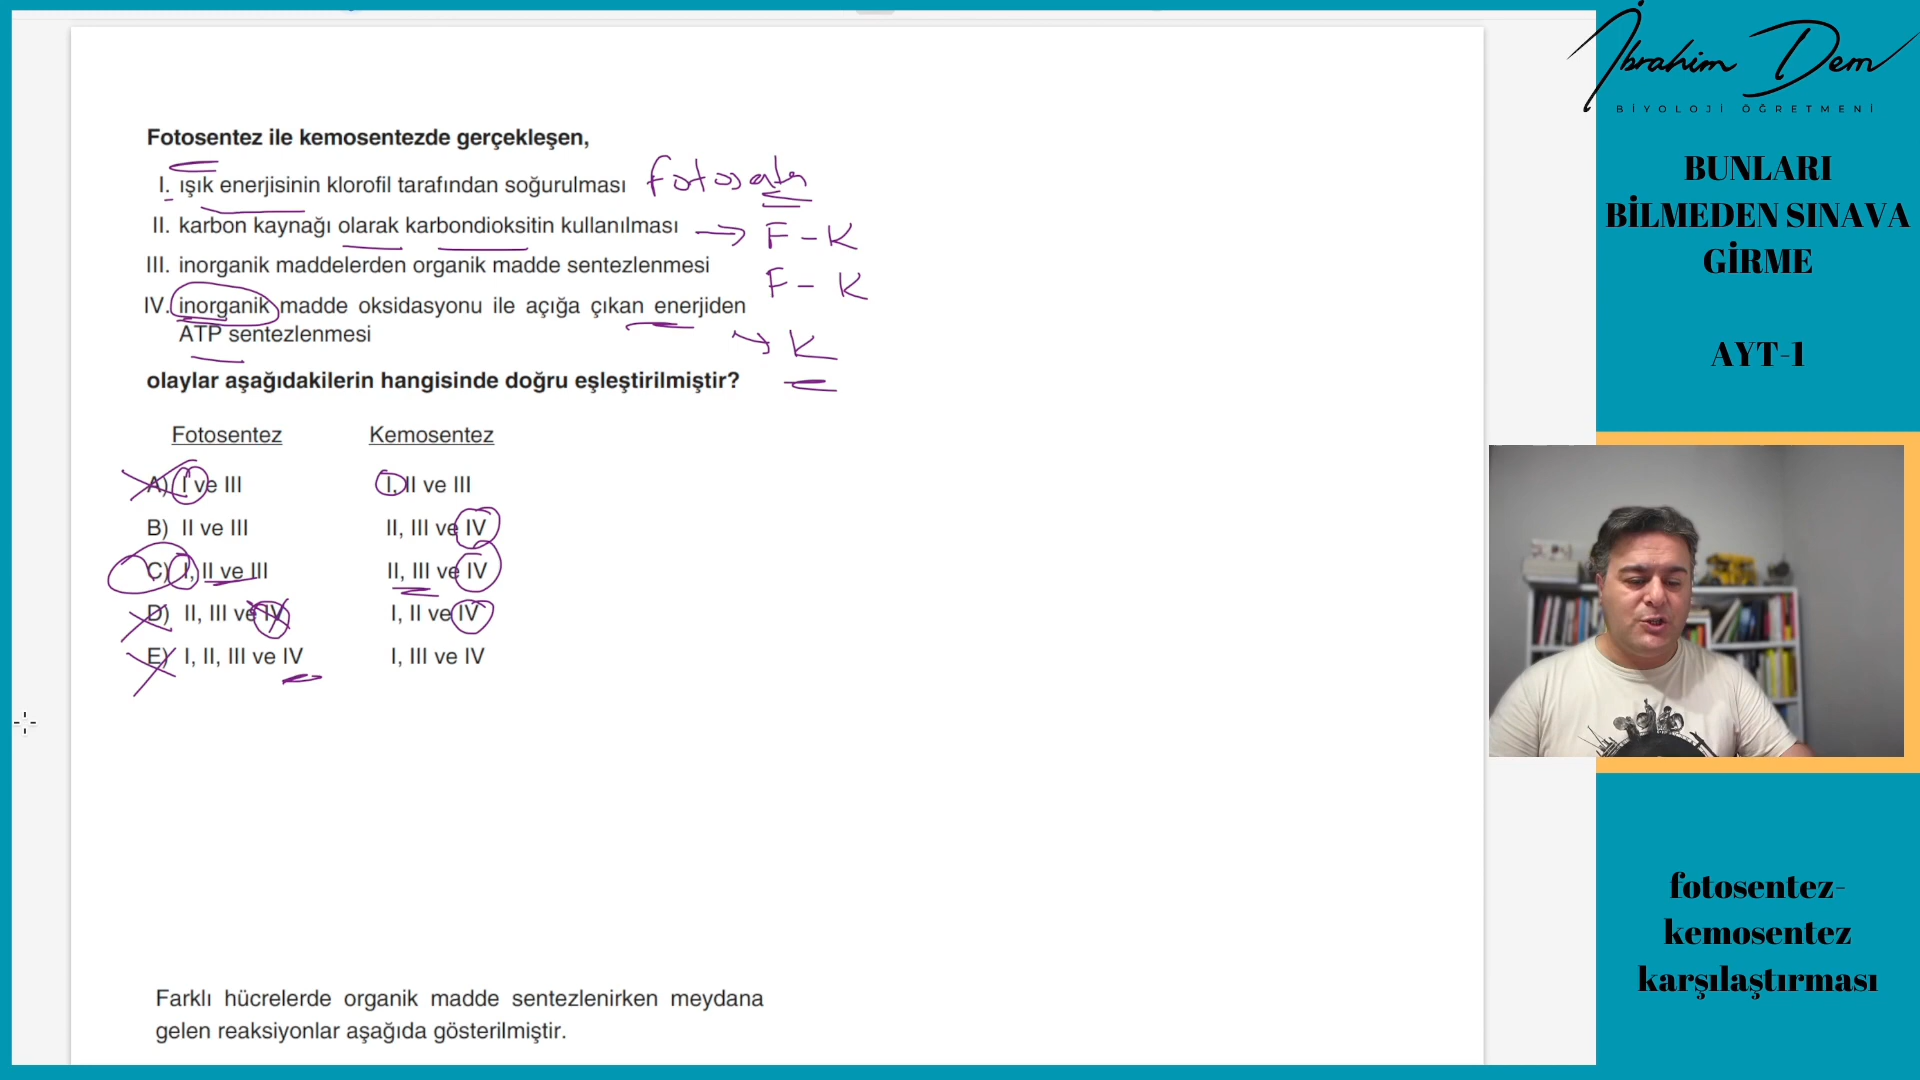 Fotosentez ile kemosentezde gerçekleşen,
I. ışık enerjisinin klorofil tarafından soğurulması
fotosentez
II. karbon kaynağı olarak karbondioksitin kullanılması → F - K
III. inorganik maddelerden organik madde sentezlenmesi
F - K
IV. inorganik madde oksidasyonu ile açığa çıkan enerjiden
ATP sentezlenmesi
→ K
olaylar aşağıdakilerin hangisinde doğru eşleştirilmiştir?
Fotosentez Kemosentez
A) I ve III I, II ve III
B) II ve III II, III ve IV
C) I, II ve III II, III ve IV
D) II, III ve IV I, II ve IV
E) I, II, III ve IV I, III ve IV
Farklı hücrelerde organik madde sentezlenirken meydana
gelen reaksiyonlar aşağıda gösterilmiştir.
İbrahim Dem
BİYOLOJİ ÖĞRETMENİ
BUNLARI
BİLMEDEN SINAVA
GİRME
AYT-1
fotosentez-
kemosentez
karşılaştırması